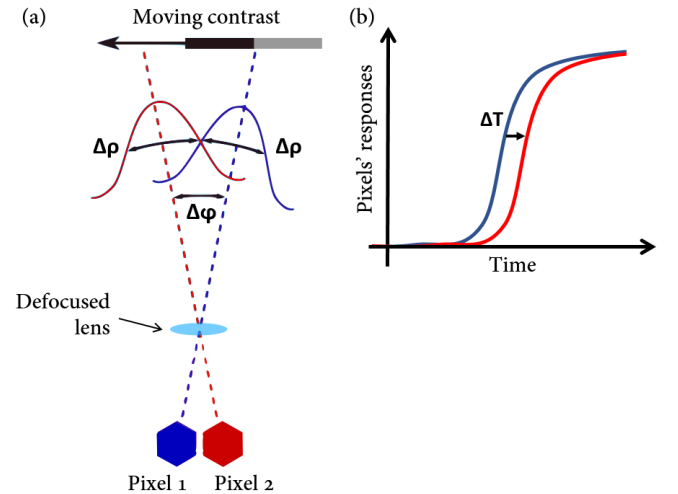 (a)
Moving contrast
Δρ
Δρ
Δφ
Defocused
lens
Pixel 1
Pixel 2
(b)
Pixels' responses
ΔT
Time